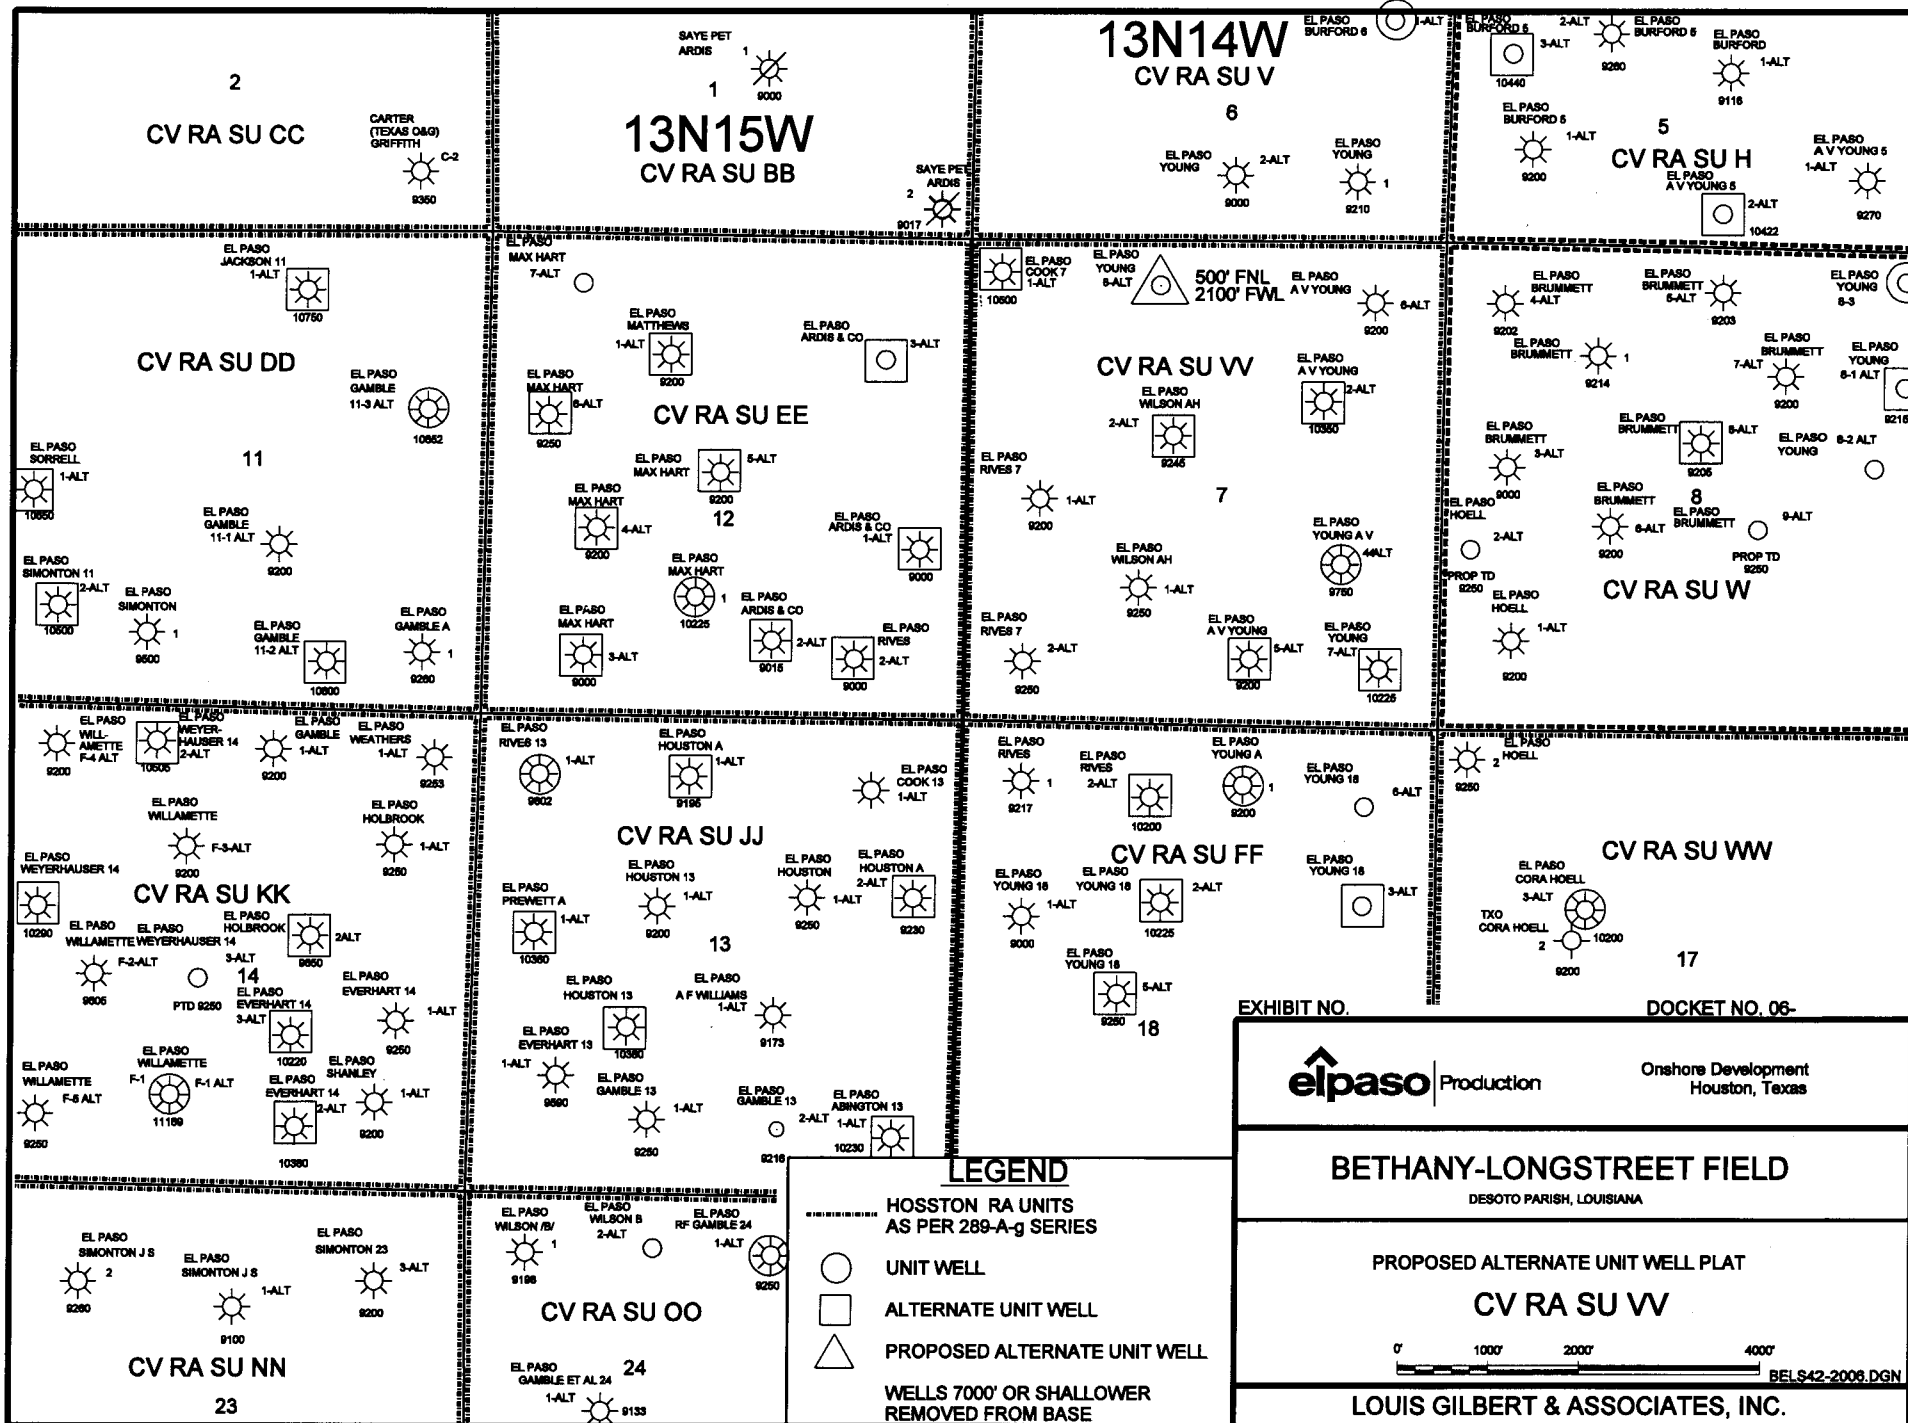 2
CV RA SU CC
CARTER
(TEXAS O&G)
GRIFFITH
C-2
9350
SAYE PET
ARDIS
1
9000
1
13N15W
CV RA SU BB
SAYE PET
ARDIS
2
9017
13N14W
CV RA SU V
6
EL PASO
BURFORD 6
1-ALT
EL PASO
YOUNG
2-ALT
9000
EL PASO
YOUNG
1
9210
EL PASO
BURFORD 5
3-ALT
10440
2-ALT
EL PASO
BURFORD 5
9260
EL PASO
BURFORD
1-ALT
9116
EL PASO
BURFORD 5
1-ALT
9200
5
CV RA SU H
EL PASO
A V YOUNG 5
1-ALT
9270
EL PASO
A V YOUNG 5
2-ALT
10422
EL PASO
JACKSON 11
1-ALT
10750
CV RA SU DD
EL PASO
GAMBLE
11-3 ALT
10652
11
EL PASO
SORRELL
1-ALT
10650
EL PASO
GAMBLE
11-1 ALT
9200
EL PASO
SIMONTON 11
2-ALT
10500
EL PASO
SIMONTON
1
9500
EL PASO
GAMBLE
11-2 ALT
10600
EL PASO
GAMBLE A
1
9260
EL PASO
MAX HART
7-ALT
EL PASO
MATTHEWS
1-ALT
9200
EL PASO
ARDIS & CO
3-ALT
EL PASO
MAX HART
6-ALT
9250
CV RA SU EE
EL PASO
MAX HART
5-ALT
9200
12
EL PASO
MAX HART
4-ALT
9200
EL PASO
ARDIS & CO
1-ALT
9000
EL PASO
MAX HART
1
10225
EL PASO
MAX HART
3-ALT
9000
EL PASO
ARDIS & CO
2-ALT
9015
EL PASO
RIVES
2-ALT
9000
EL PASO
COOK 7
1-ALT
10500
EL PASO
YOUNG
8-ALT
500' FNL
2100' FWL
EL PASO
A V YOUNG
6-ALT
9200
CV RA SU VV
EL PASO
WILSON AH
2-ALT
9245
EL PASO
A V YOUNG
2-ALT
10350
EL PASO
RIVES 7
1-ALT
9200
7
EL PASO
YOUNG A V
9750
EL PASO
WILSON AH
1-ALT
9250
EL PASO
RIVES 7
2-ALT
9250
EL PASO
A V YOUNG
5-ALT
9200
EL PASO
YOUNG
7-ALT
10225
EL PASO
BRUMMETT
4-ALT
9202
EL PASO
BRUMMETT
5-ALT
9203
EL PASO
YOUNG
8-3
EL PASO
BRUMMETT
1
9214
EL PASO
BRUMMETT
7-ALT
9200
EL PASO
YOUNG
8-1 ALT
9215
EL PASO
BRUMMETT
3-ALT
9000
EL PASO
BRUMMETT
8-ALT
9205
EL PASO
YOUNG
8-2 ALT
EL PASO
BRUMMETT
6-ALT
9200
8
EL PASO
BRUMMETT
9-ALT
PROP TD
9250
EL PASO
HOELL
2-ALT
PROP TD
9250
CV RA SU W
EL PASO
HOELL
1-ALT
9200
EL PASO
WILL-
AMETTE
F-4 ALT
9200
EL PASO
WEYER-
HAUSER 14
2-ALT
10505
EL PASO
GAMBLE
1-ALT
9200
EL PASO
WEATHERS
1-ALT
9253
EL PASO
WILLAMETTE
F-3-ALT
9200
EL PASO
HOLBROOK
1-ALT
9250
EL PASO
WEYERHAUSER 14
10290
CV RA SU KK
EL PASO
WILLAMETTE
F-2-ALT
9605
EL PASO
WEYERHAUSER 14
3-ALT
PTD 9250
EL PASO
HOLBROOK
2ALT
9650
14
EL PASO
EVERHART 14
3-ALT
10220
EL PASO
EVERHART 14
1-ALT
9250
EL PASO
WILLAMETTE
F-5 ALT
9250
EL PASO
WILLAMETTE
F-1
F-1 ALT
11169
EL PASO
EVERHART 14
2-ALT
10360
EL PASO
SHANLEY
1-ALT
9200
EL PASO
RIVES 13
1-ALT
9602
EL PASO
HOUSTON A
1-ALT
9195
EL PASO
COOK 13
1-ALT
CV RA SU JJ
EL PASO
PREWETT A
1-ALT
10360
EL PASO
HOUSTON 13
1-ALT
9200
EL PASO
HOUSTON
1-ALT
9250
EL PASO
HOUSTON A
2-ALT
9230
13
EL PASO
HOUSTON 13
10360
EL PASO
A F WILLIAMS
1-ALT
9173
EL PASO
EVERHART 13
1-ALT
9590
EL PASO
GAMBLE 13
1-ALT
9250
EL PASO
GAMBLE 13
2-ALT
9216
EL PASO
ABINGTON 13
1-ALT
10230
EL PASO
RIVES
1
9217
EL PASO
RIVES
2-ALT
10200
EL PASO
YOUNG A
1
9200
EL PASO
YOUNG 18
6-ALT
CV RA SU FF
EL PASO
YOUNG 18
1-ALT
9000
EL PASO
YOUNG 18
2-ALT
10225
EL PASO
YOUNG 18
3-ALT
EL PASO
YOUNG 18
5-ALT
9250
18
EL PASO
HOELL
2
9250
CV RA SU WW
EL PASO
CORA HOELL
3-ALT
10200
TXO
CORA HOELL
2
9200
17
EL PASO
SIMONTON J S
2
9260
EL PASO
SIMONTON J S
1-ALT
9100
EL PASO
SIMONTON 23
3-ALT
9200
CV RA SU NN
23
EL PASO
WILSON /B/
1
9198
EL PASO
WILSON B
2-ALT
EL PASO
RF GAMBLE 24
1-ALT
9250
CV RA SU OO
24
EL PASO
GAMBLE ET AL 24
1-ALT
9133
LEGEND
HOSSTON RA UNITS
AS PER 289-A-g SERIES
UNIT WELL
ALTERNATE UNIT WELL
PROPOSED ALTERNATE UNIT WELL
WELLS 7000' OR SHALLOWER
REMOVED FROM BASE
EXHIBIT NO.
DOCKET NO. 06-
elpaso Production
Onshore Development
Houston, Texas
BETHANY-LONGSTREET FIELD
DESOTO PARISH, LOUISIANA
PROPOSED ALTERNATE UNIT WELL PLAT
CV RA SU VV
0' 1000' 2000' 4000'
BELS42-2006.DGN
LOUIS GILBERT & ASSOCIATES, INC.